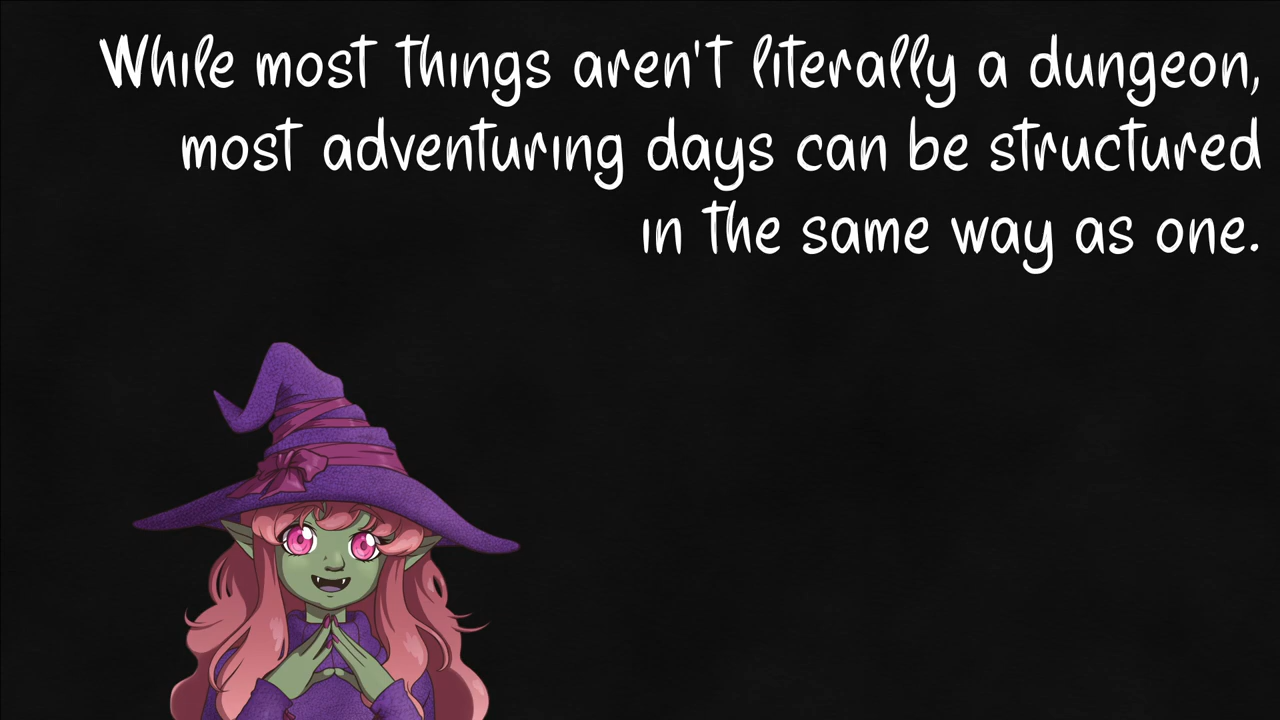 While most things aren't literally a dungeon,
most adventuring days can be structured
in the same way as one.